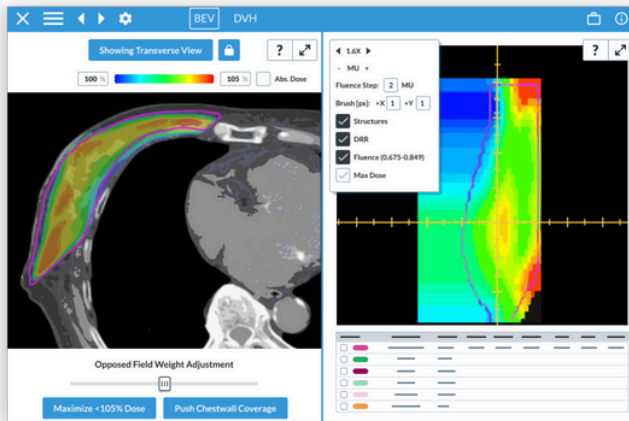 BEV DVH
Showing Transverse View
?
100 % 105 % Abs. Dose
Opposed Field Weight Adjustment
Maximize <105% Dose Push Chestwall Coverage
1.6X
- MU +
Fluence Step: 2 MU
Brush [px]: +X 1 +Y 1
Structures
DRR
Fluence (0.675-0.849)
Max Dose
?